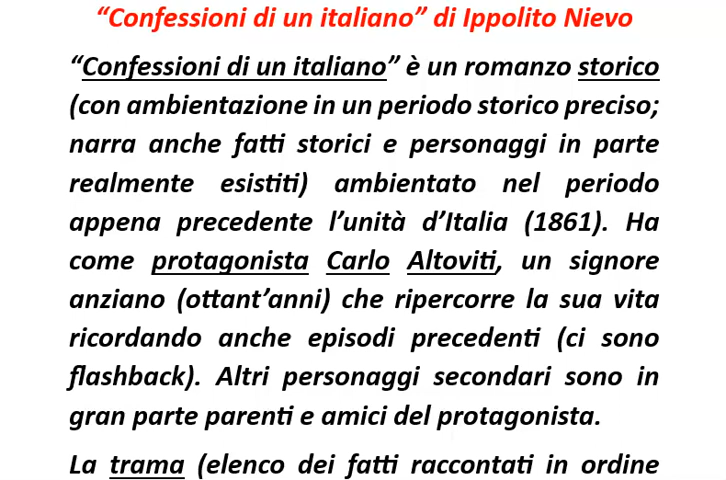 “Confessioni di un italiano” di Ippolito Nievo
“Confessioni di un italiano” è un romanzo storico
(con ambientazione in un periodo storico preciso;
narra anche fatti storici e personaggi in parte
realmente esistiti) ambientato nel periodo
appena precedente l’unità d’Italia (1861). Ha
come protagonista Carlo Altoviti, un signore
anziano (ottant’anni) che ripercorre la sua vita
ricordando anche episodi precedenti (ci sono
flashback). Altri personaggi secondari sono in
gran parte parenti e amici del protagonista.
La trama (elenco dei fatti raccontati in ordine